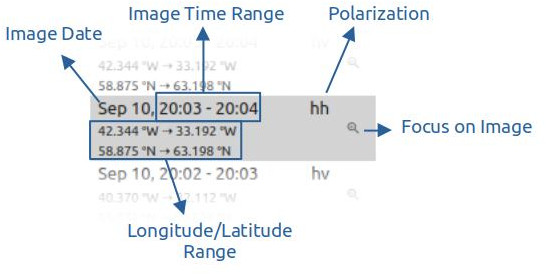 Image Time Range
Polarization
Image Date
Sep 10, 20:03 - 20:04 hv
42.344 °W → 33.192 °W
58.875 °N → 63.198 °N
Sep 10, 20:03 - 20:04 hh
42.344 °W → 33.192 °W
58.875 °N → 63.198 °N
Focus on Image
Sep 10, 20:02 - 20:03 hv
40.370 °W → °W
Longitude/Latitude
Range